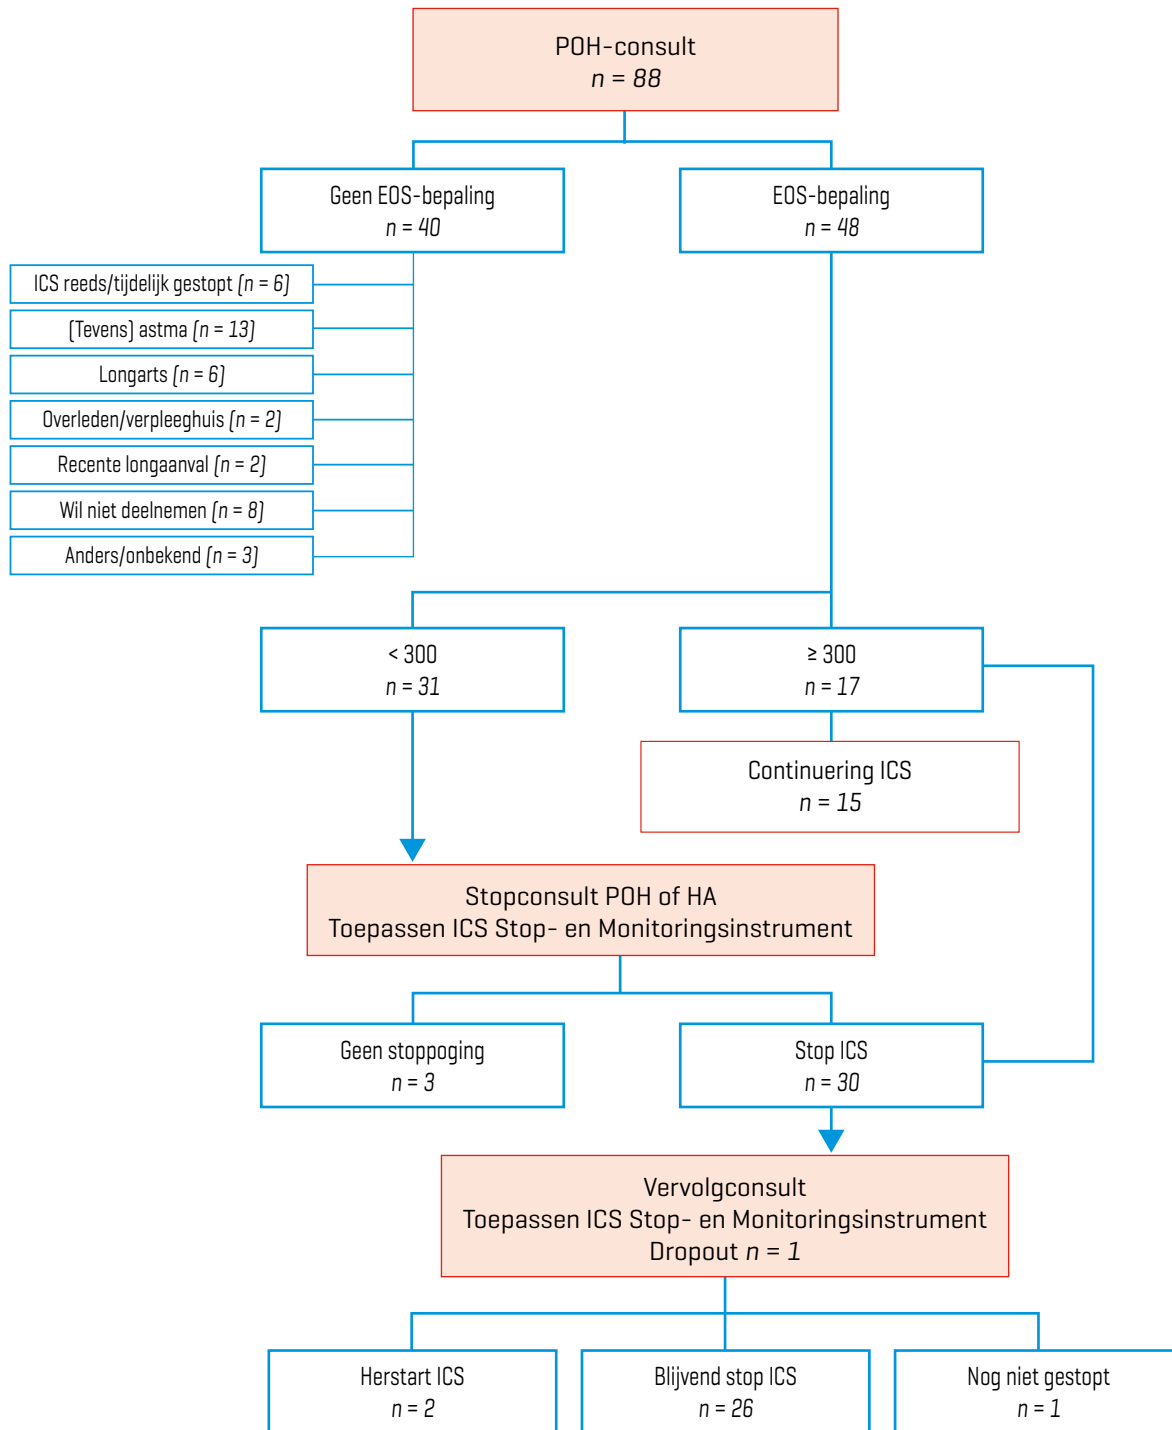 POH-consult
n = 88
Geen EOS-bepaling
n = 40
EOS-bepaling
n = 48
ICS reeds/tijdelijk gestopt (n = 6)
(Tevens) astma (n = 13)
Longarts (n = 6)
Overleden/verpleeghuis (n = 2)
Recente longaanval (n = 2)
Wil niet deelnemen (n = 8)
Anders/onbekend (n = 3)
< 300
n = 31
≥ 300
n = 17
Continuering ICS
n = 15
Stopconsult POH of HA
Toepassen ICS Stop- en Monitoringsinstrument
Geen stoppoging
n = 3
Stop ICS
n = 30
Vervolgconsult
Toepassen ICS Stop- en Monitoringsinstrument
Dropout n = 1
Herstart ICS
n = 2
Blijvend stop ICS
n = 26
Nog niet gestopt
n = 1